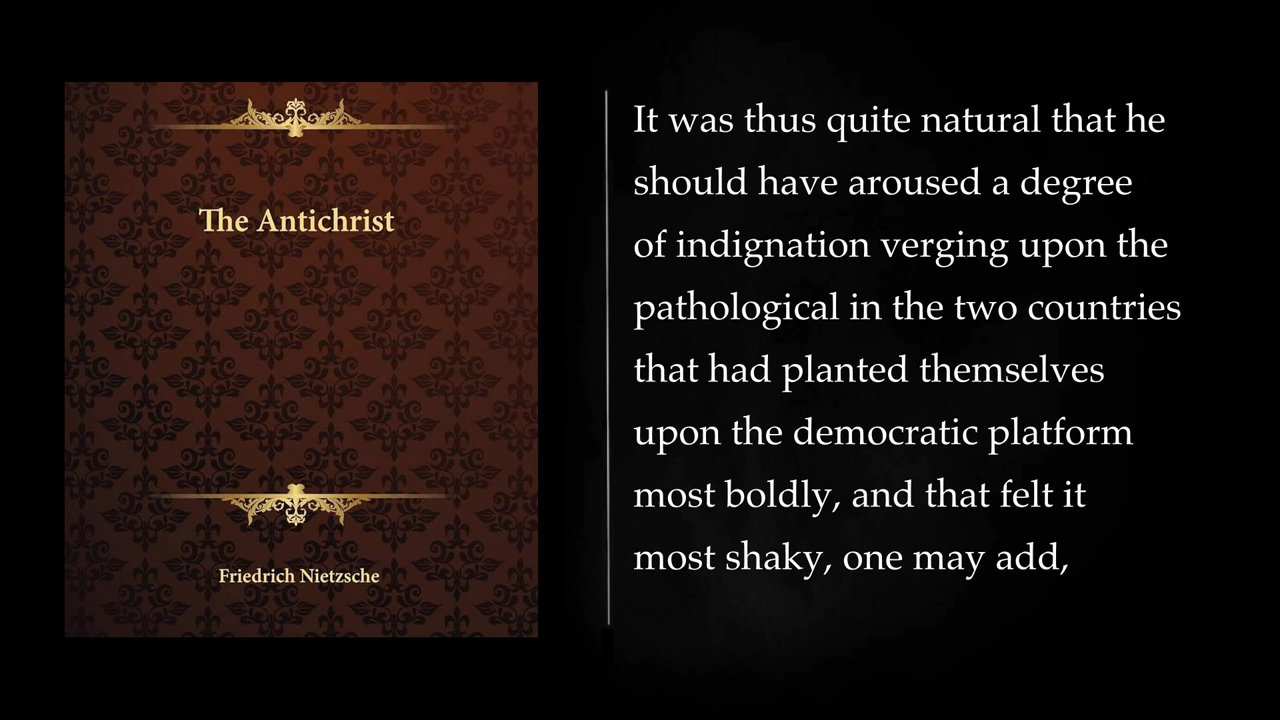 The Antichrist
Friedrich Nietzsche
It was thus quite natural that he
should have aroused a degree
of indignation verging upon the
pathological in the two countries
that had planted themselves
upon the democratic platform
most boldly, and that felt it
most shaky, one may add,